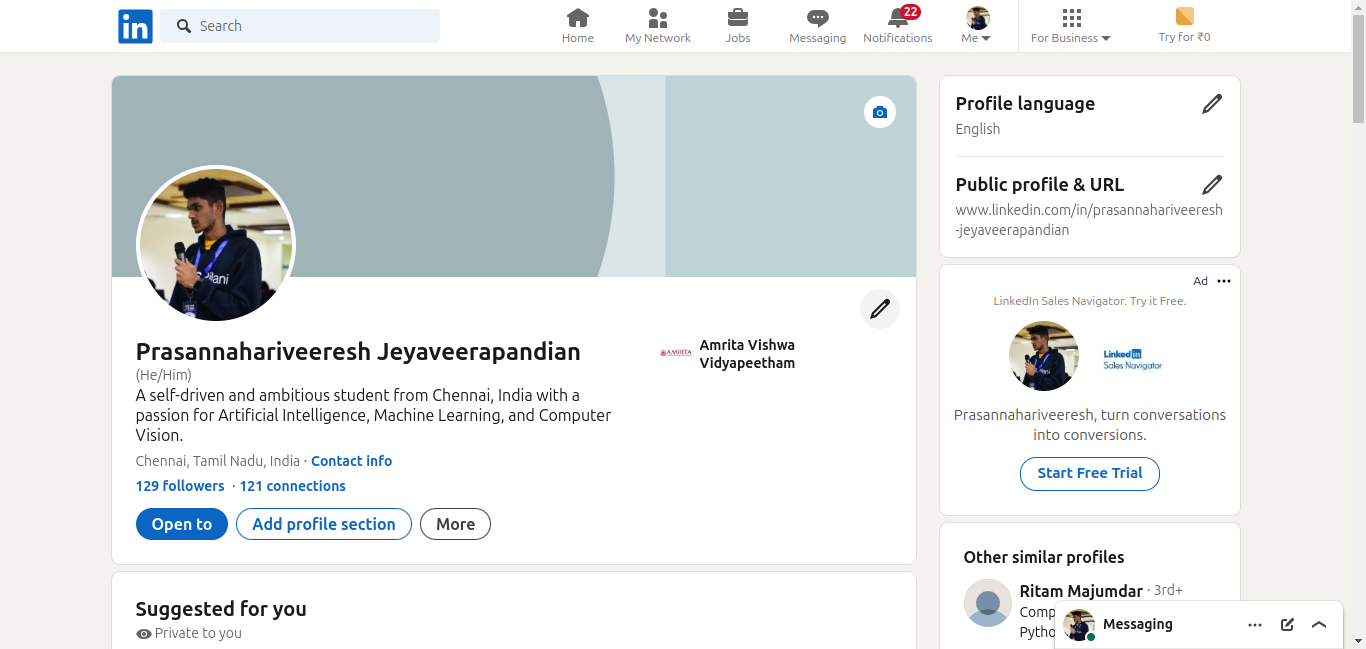 in
Search
Home
My Network
Jobs
Messaging
22
Notifications
Me
For Business
Try for ₹0
Prasannahariveeresh Jeyaveerapandian
(He/Him)
A self-driven and ambitious student from Chennai, India with a
passion for Artificial Intelligence, Machine Learning, and Computer
Vision.
Chennai, Tamil Nadu, India · Contact info
129 followers · 121 connections
Open to
Add profile section
More
AMRITA
Amrita Vishwa
Vidyapeetham
Suggested for you
Private to you
Profile language
English
Public profile & URL
www.linkedin.com/in/prasannahariveeresh
-jeyaveerapandian
Ad
LinkedIn Sales Navigator. Try it Free.
Linked in
Sales Navigator
Prasannahariveeresh, turn conversations
into conversions.
Start Free Trial
Other similar profiles
Ritam Majumdar · 3rd+
Comp
Pytho
Messaging